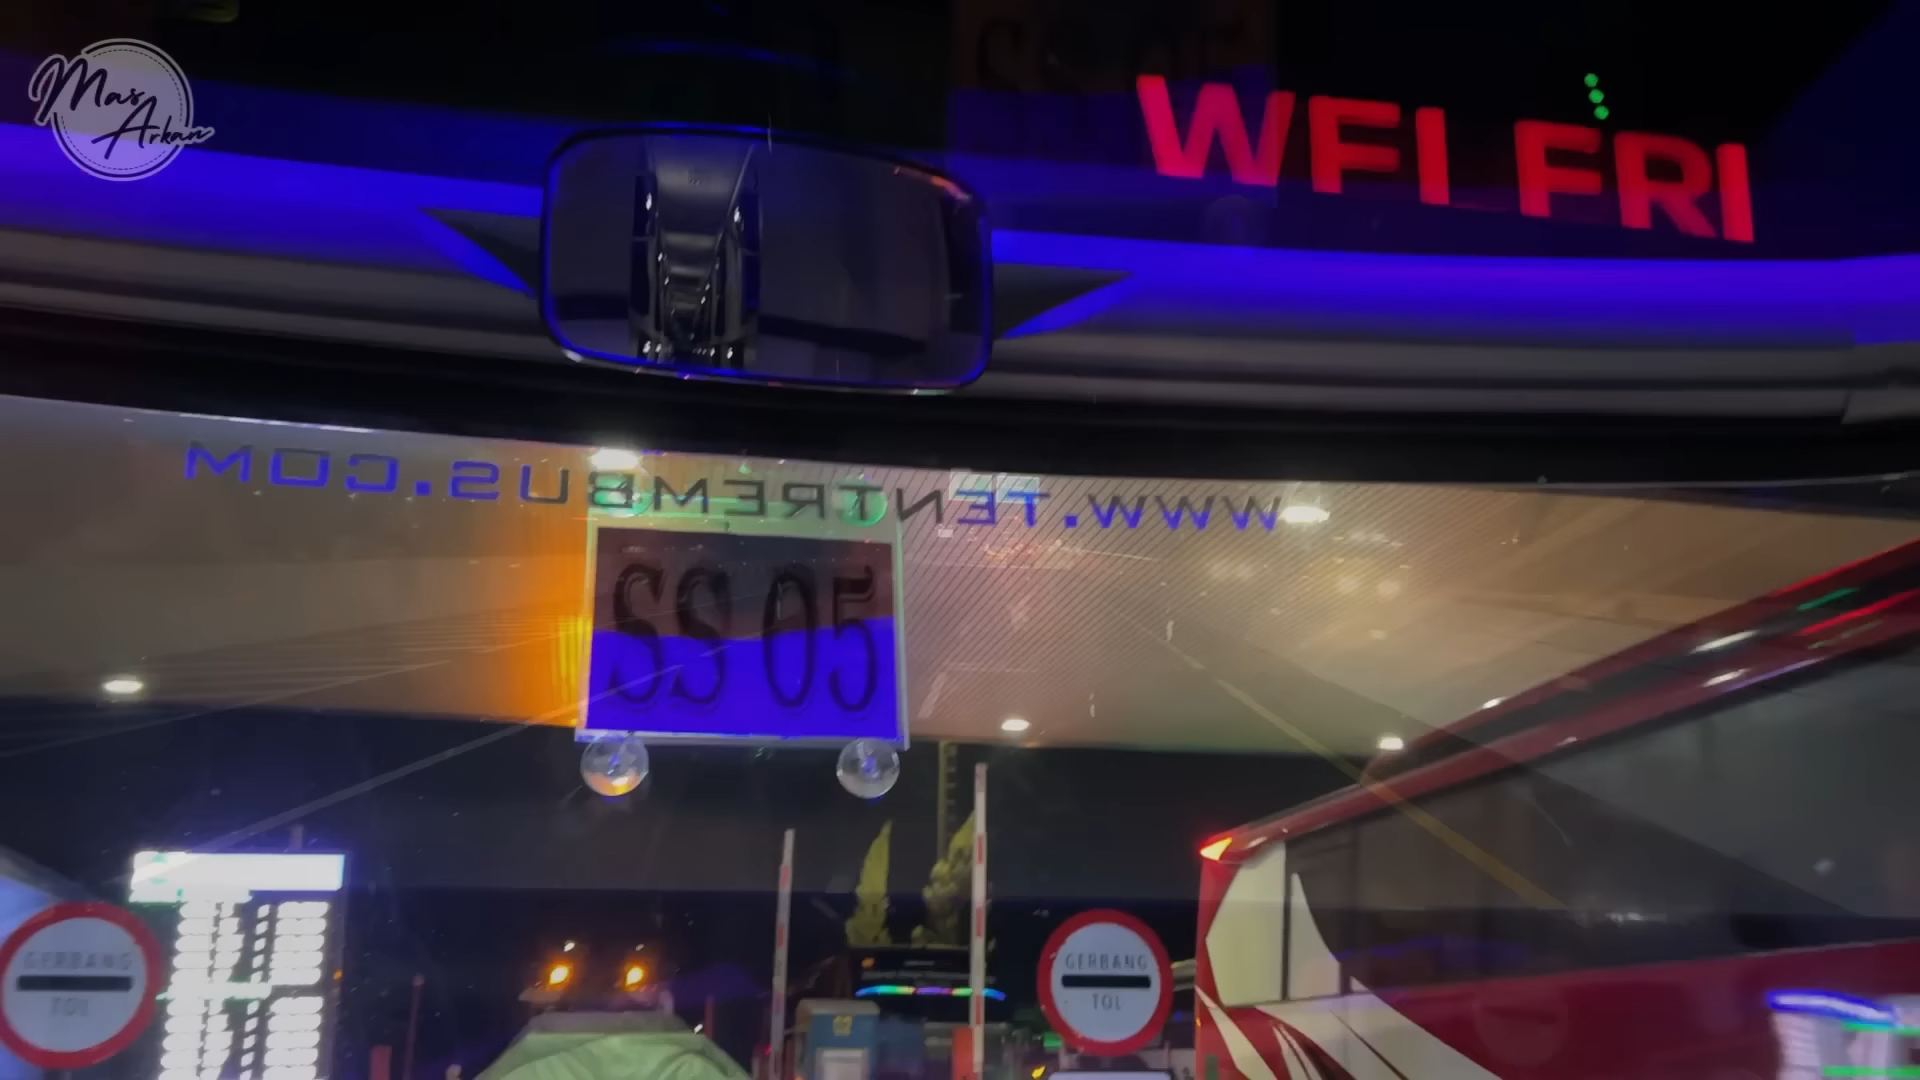 Mas
Arkan
WFI FRI
WWW.TENTREMBUS.COM
SS 05
GERBANG
TOL
GERBANG
TOL